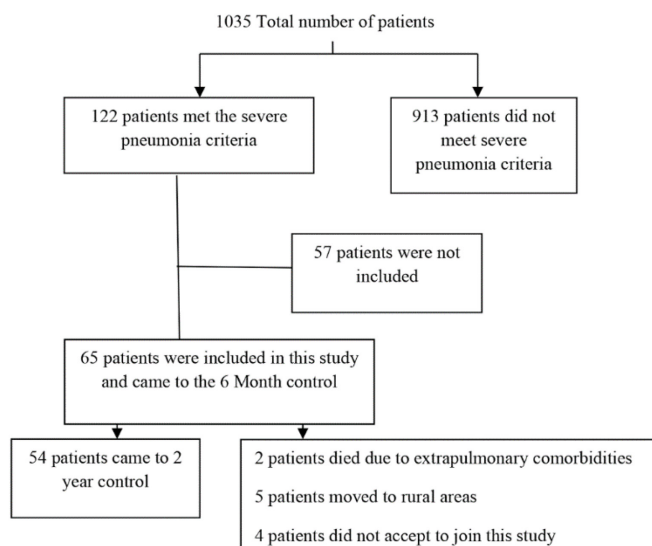 1035 Total number of patients
122 patients met the severe
pneumonia criteria
913 patients did not
meet severe
pneumonia criteria
57 patients were not
included
65 patients were included in this study
and came to the 6 Month control
54 patients came to 2
year control
2 patients died due to extrapulmonary comorbidities
5 patients moved to rural areas
4 patients did not accept to join this study